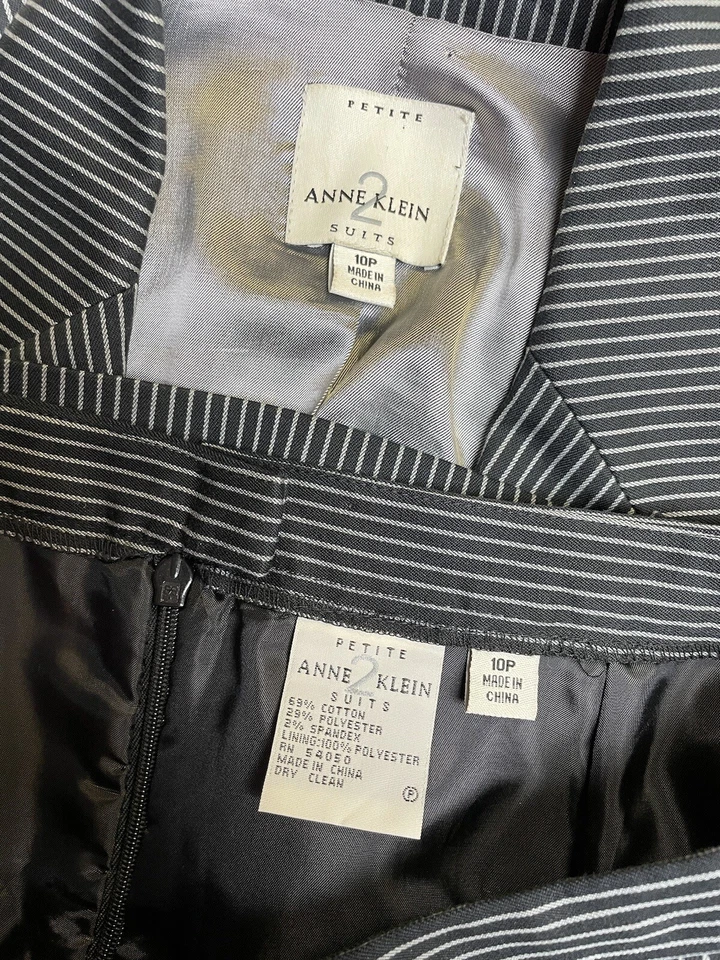 PETITE
2
ANNE KLEIN
SUITS
10P
MADE IN
CHINA
PETITE
2
ANNE KLEIN
SUITS
69% COTTON
29% POLYESTER
2% SPANDEX
LINING:100% POLYESTER
RN 54050
MADE IN CHINA
DRY CLEAN
Ⓟ
10P
MADE IN
CHINA